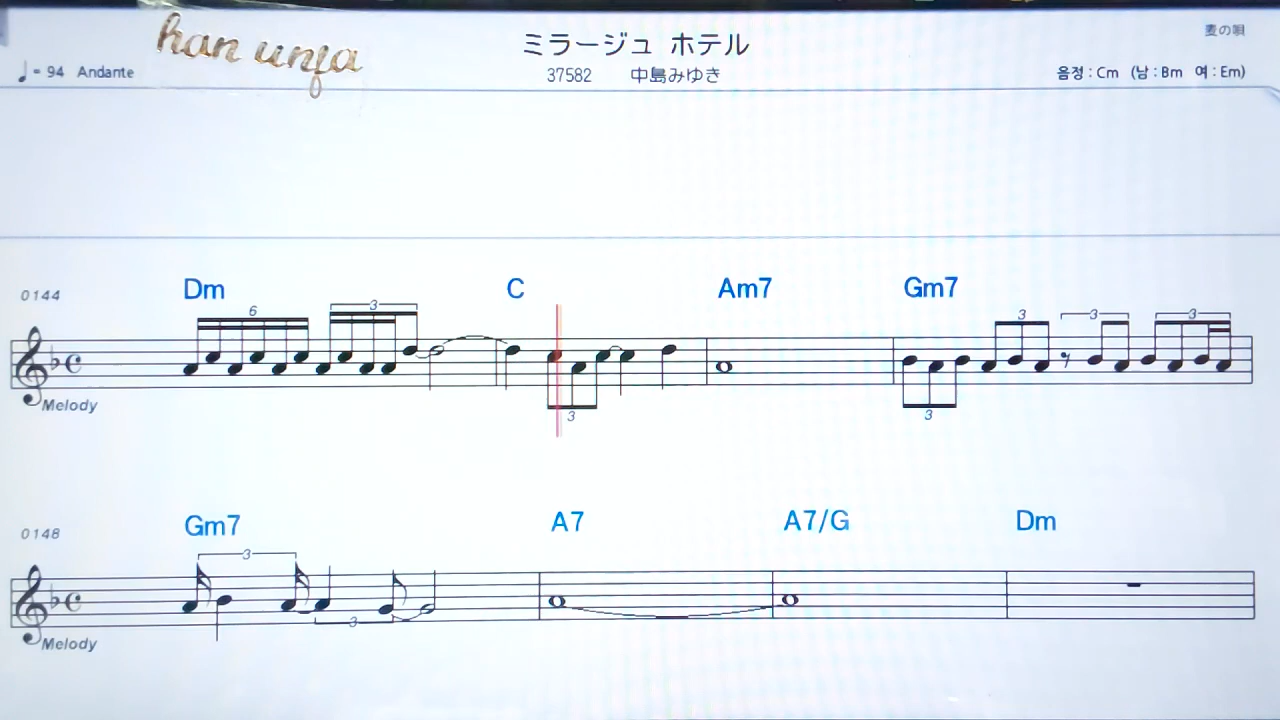 han unfa
ミラージュ ホテル
麦の唄
♩= 94 Andante
37582 中島みゆき
음정 : Cm (남 : Bm 여 : Em)
0144
Dm C Am7 Gm7
6 3 3 3 3
Melody
3 3
0148
Gm7 A7 A7/G Dm
3
3
Melody